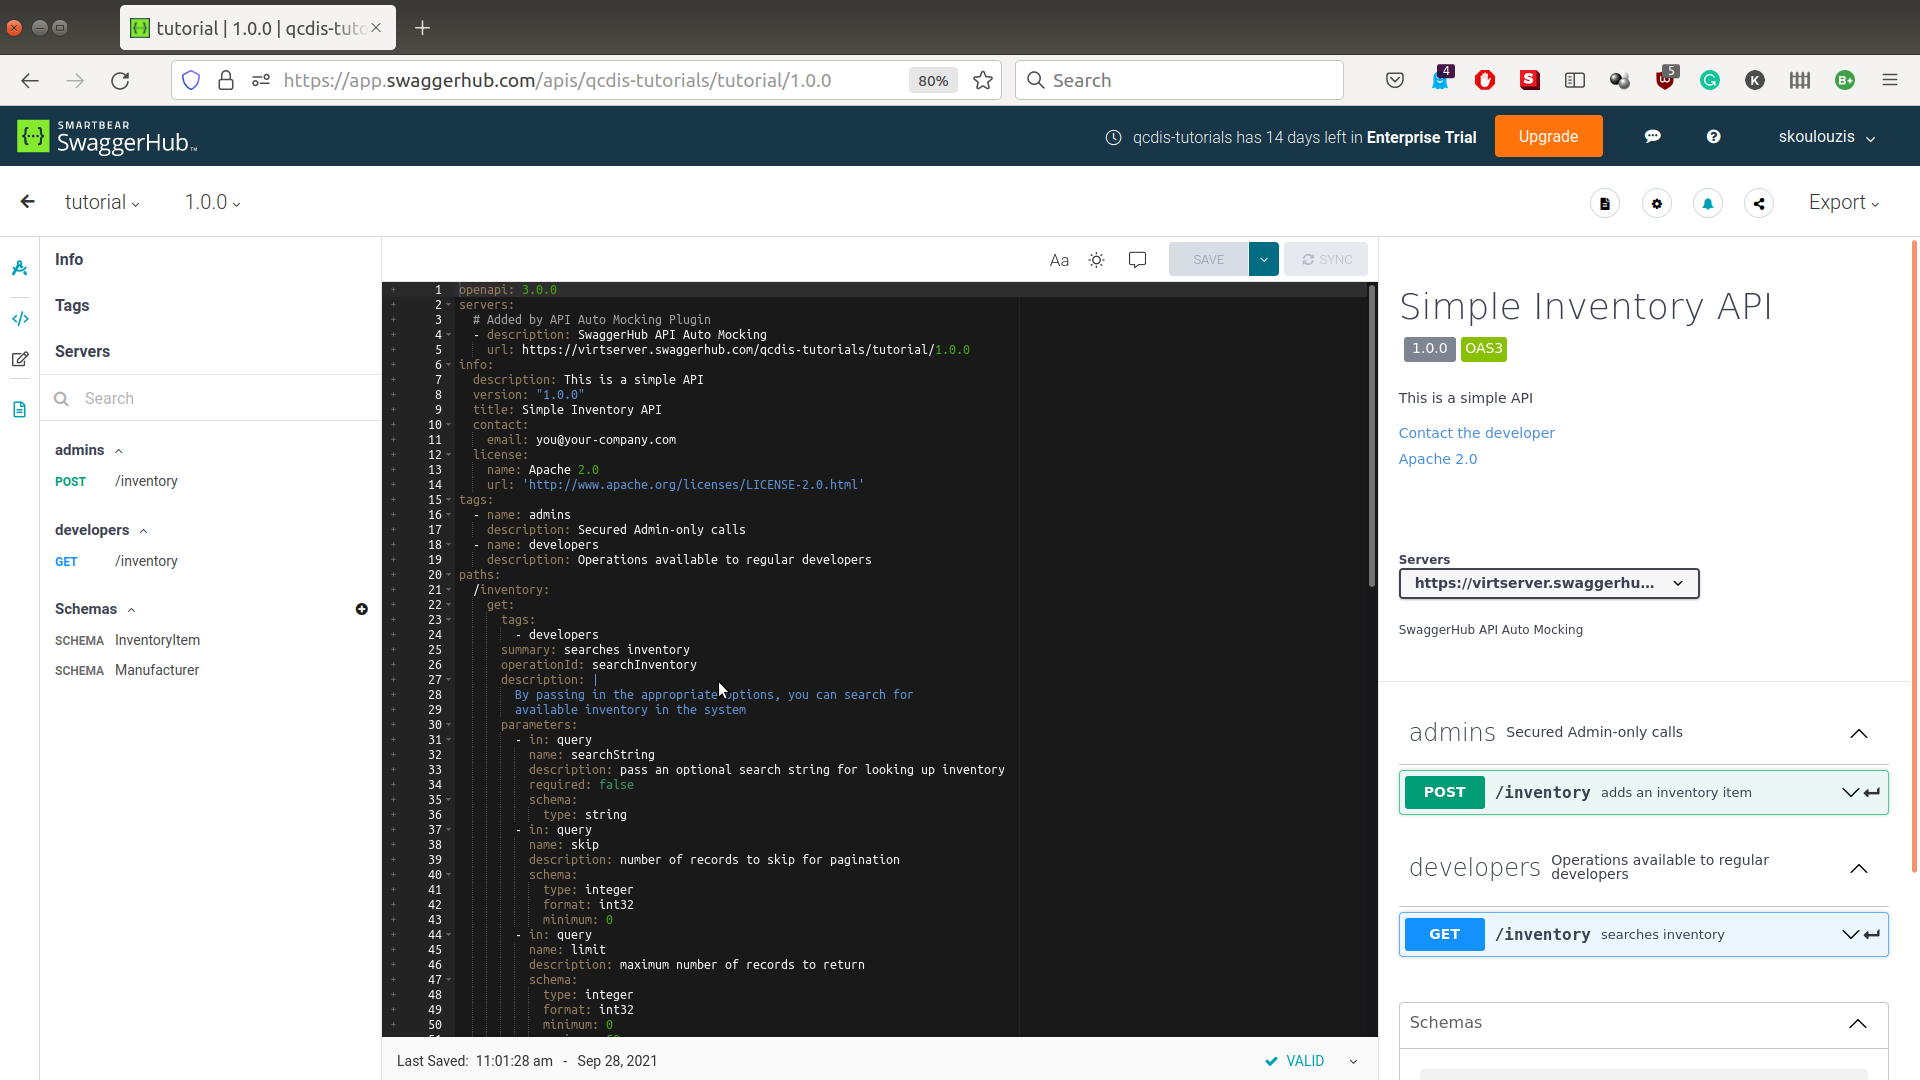 tutorial | 1.0.0 | qcdis-tuto
https://app.swaggerhub.com/apis/qcdis-tutorials/tutorial/1.0.0
80%
Search
4
5
S
K
B+
SMARTBEAR
SwaggerHub™
qcdis-tutorials has 14 days left in Enterprise Trial
Upgrade
skoulouzis
tutorial
1.0.0
Export
Info
Tags
Servers
Search
admins
POST /inventory
developers
GET /inventory
Schemas
SCHEMA InventoryItem
SCHEMA Manufacturer
Aa
SAVE
SYNC
1 openapi: 3.0.0
2 servers:
3 # Added by API Auto Mocking Plugin
4 - description: SwaggerHub API Auto Mocking
5 url: https://virtserver.swaggerhub.com/qcdis-tutorials/tutorial/1.0.0
6 info:
7 description: This is a simple API
8 version: "1.0.0"
9 title: Simple Inventory API
10 contact:
11 email: you@your-company.com
12 license:
13 name: Apache 2.0
14 url: 'http://www.apache.org/licenses/LICENSE-2.0.html'
15 tags:
16 - name: admins
17 description: Secured Admin-only calls
18 - name: developers
19 description: Operations available to regular developers
20 paths:
21 /inventory:
22 get:
23 tags:
24 - developers
25 summary: searches inventory
26 operationId: searchInventory
27 description: |
28 By passing in the appropriate options, you can search for
29 available inventory in the system
30 parameters:
31 - in: query
32 name: searchString
33 description: pass an optional search string for looking up inventory
34 required: false
35 schema:
36 type: string
37 - in: query
38 name: skip
39 description: number of records to skip for pagination
40 schema:
41 type: integer
42 format: int32
43 minimum: 0
44 - in: query
45 name: limit
46 description: maximum number of records to return
47 schema:
48 type: integer
49 format: int32
50 minimum: 0
Last Saved: 11:01:28 am - Sep 28, 2021
VALID
Simple Inventory API
1.0.0 OAS3
This is a simple API
Contact the developer
Apache 2.0
Servers
https://virtserver.swaggerhu...
SwaggerHub API Auto Mocking
admins Secured Admin-only calls
POST /inventory adds an inventory item
developers Operations available to regular
developers
GET /inventory searches inventory
Schemas